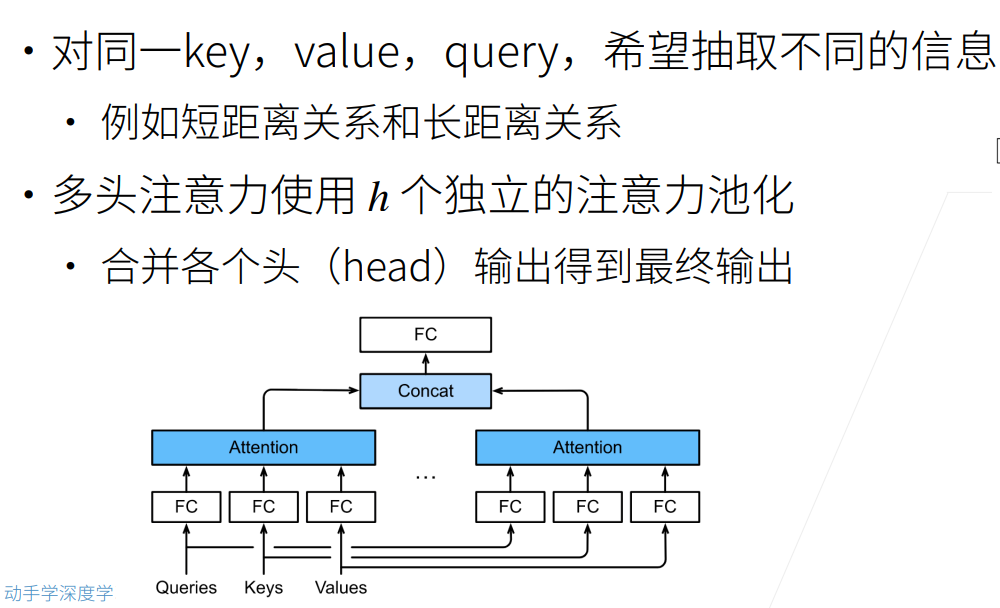 • 对同一key，value，query，希望抽取不同的信息
• 例如短距离关系和长距离关系
• 多头注意力使用 h 个独立的注意力池化
• 合并各个头（head）输出得到最终输出
FC
Concat
Attention ... Attention
FC FC FC FC FC FC
Queries Keys Values
动手学深度学